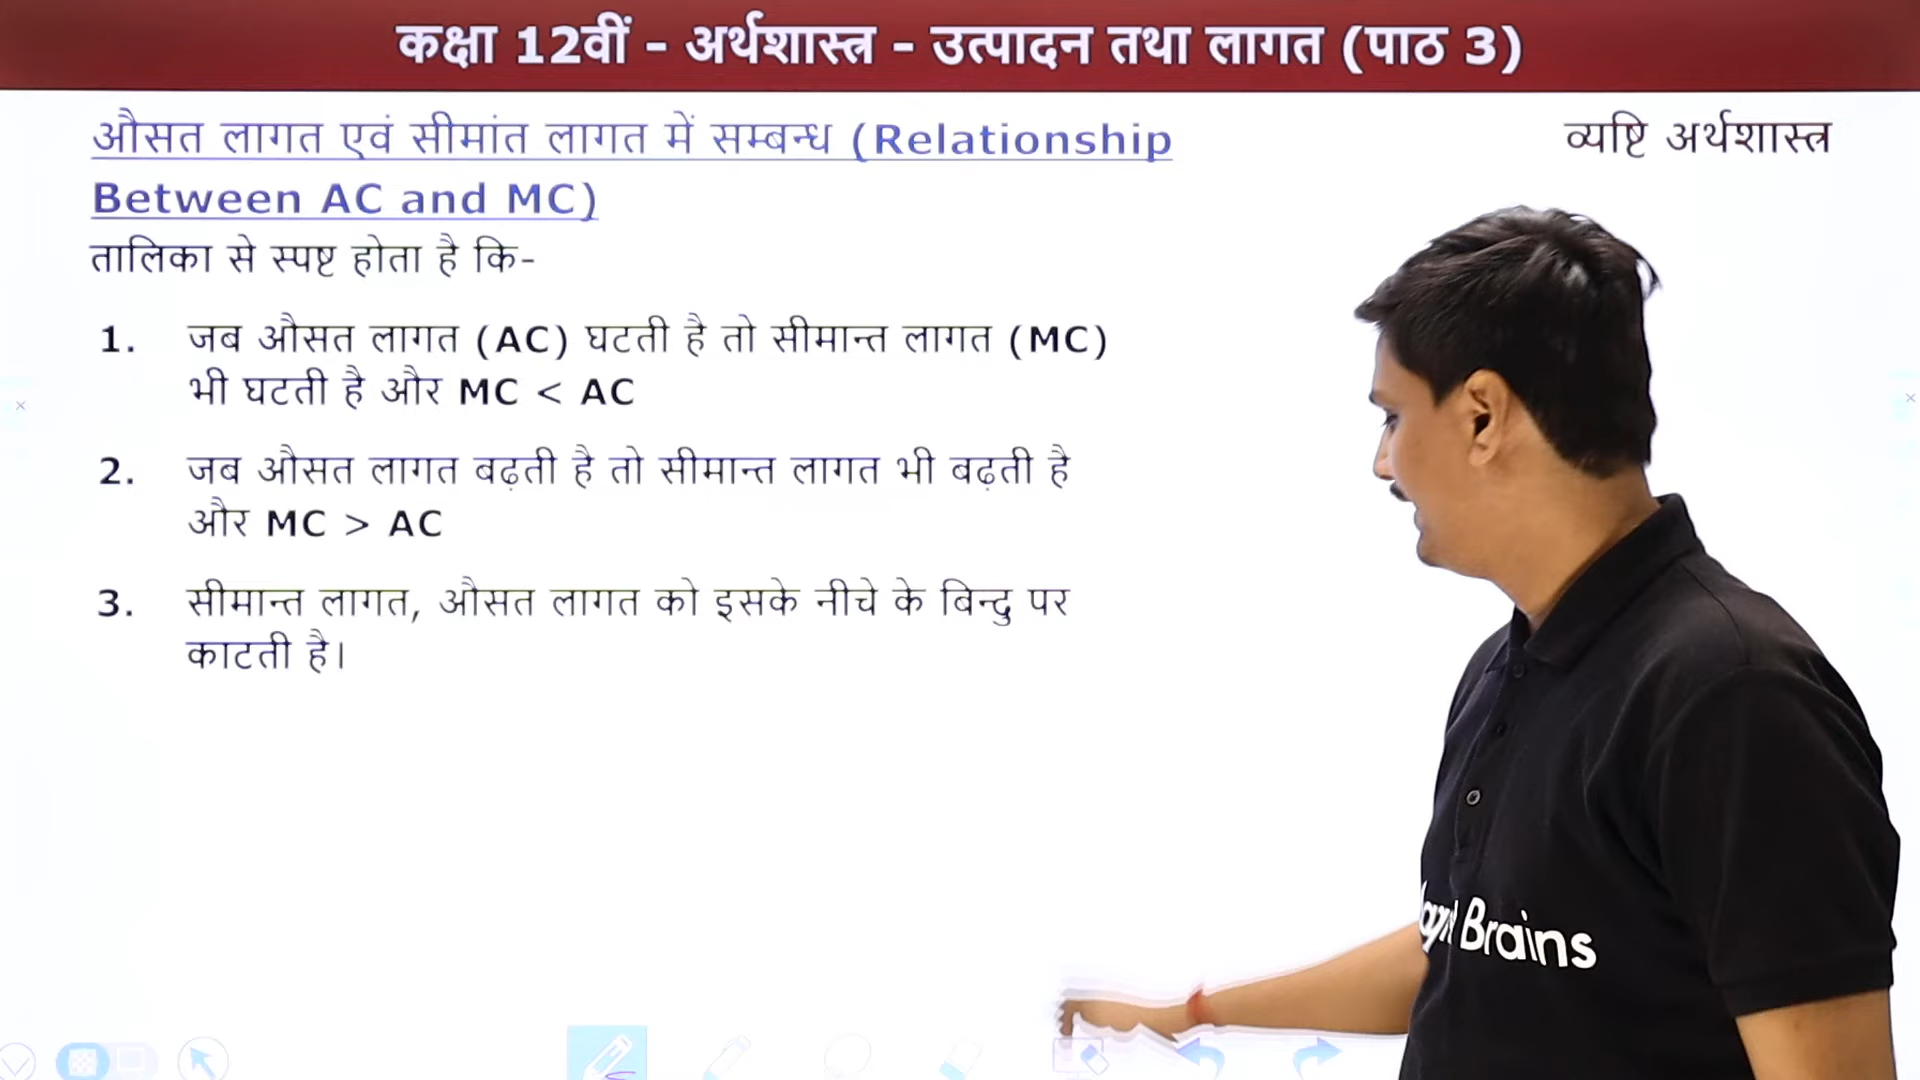 कक्षा 12वीं - अर्थशास्त्र - उत्पादन तथा लागत (पाठ 3)
औसत लागत एवं सीमांत लागत में सम्बन्ध (Relationship
Between AC and MC)
व्यष्टि अर्थशास्त्र
तालिका से स्पष्ट होता है कि-
1. जब औसत लागत (AC) घटती है तो सीमान्त लागत (MC)
भी घटती है और MC < AC
2. जब औसत लागत बढ़ती है तो सीमान्त लागत भी बढ़ती है
और MC > AC
3. सीमान्त लागत, औसत लागत को इसके नीचे के बिन्दु पर
काटती है।
Brains